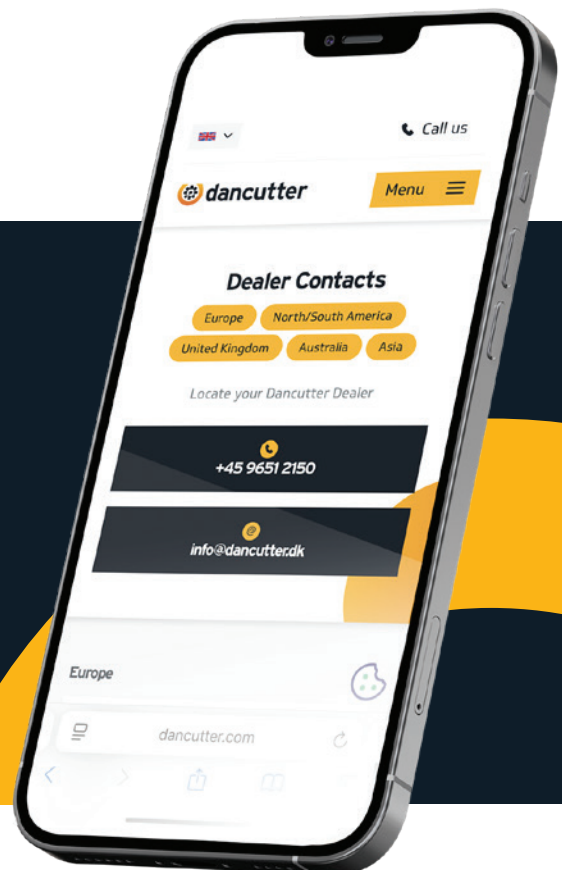 Call us
dancutter
Menu
Dealer Contacts
Europe North/South America
United Kingdom Australia Asia
Locate your Dancutter Dealer
+45 9651 2150
@
info@dancutter.dk
Europe
dancutter.com